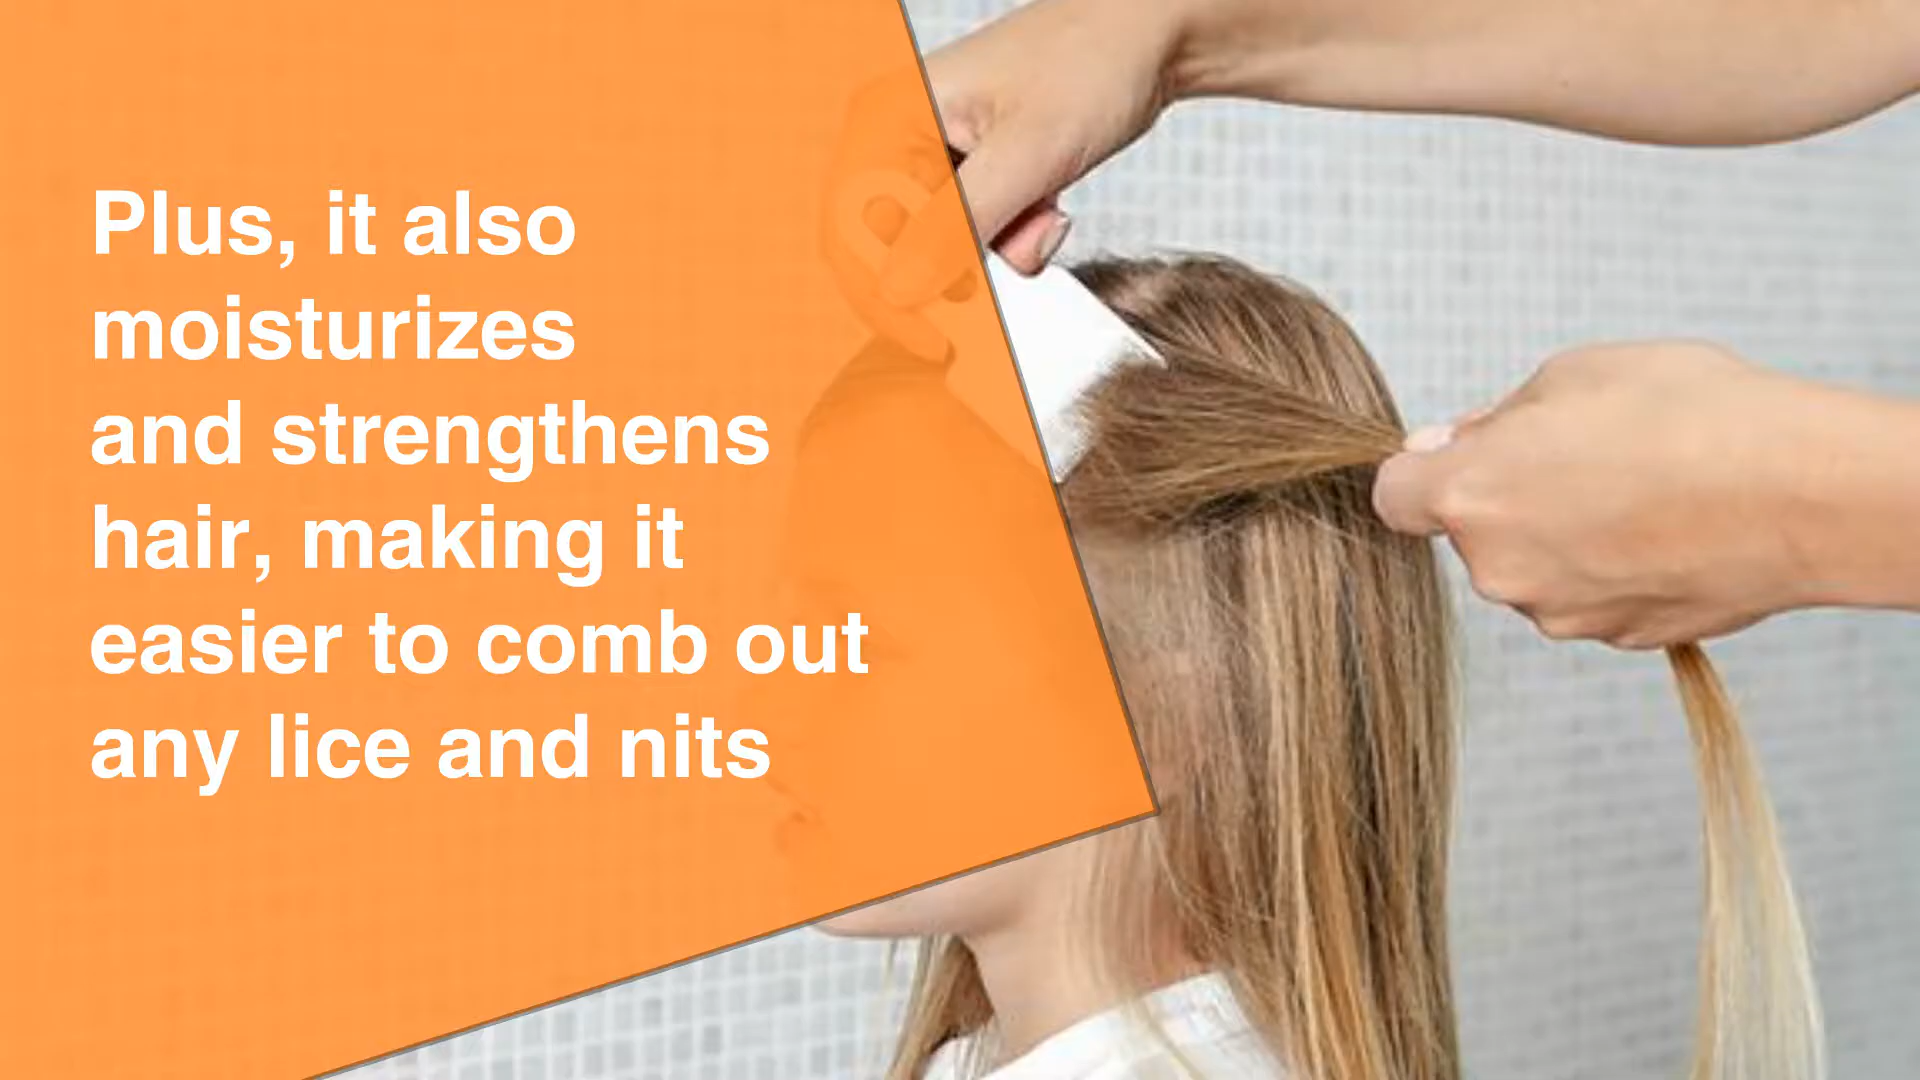 Plus, it also
moisturizes
and strengthens
hair, making it
easier to comb out
any lice and nits